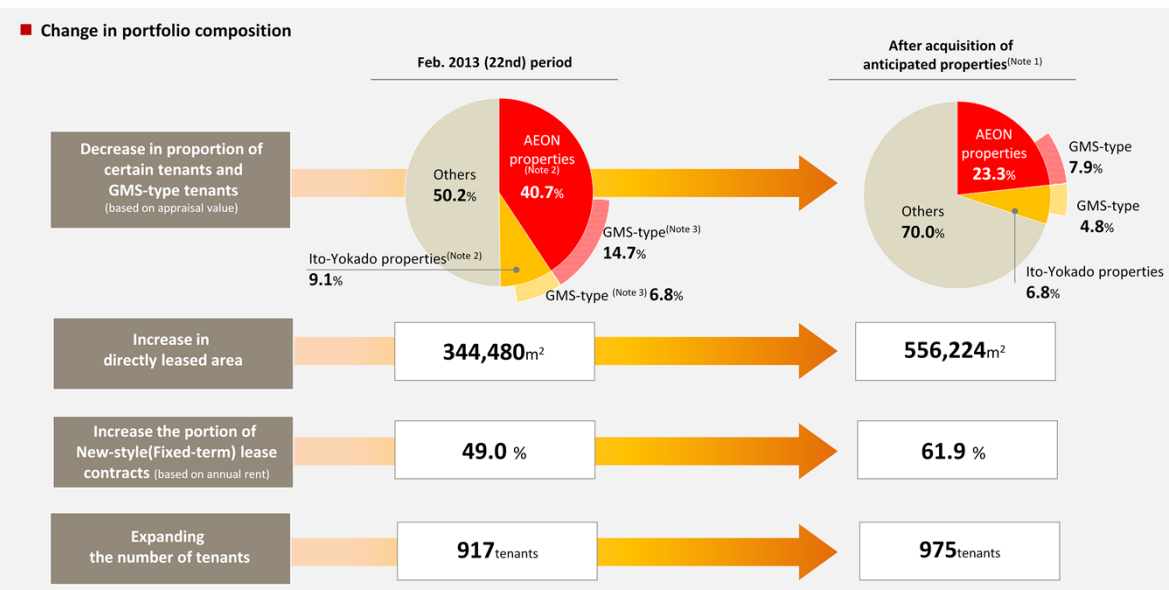 Change in portfolio composition
Feb. 2013 (22nd) period
After acquisition of
anticipated properties(Note 1)
Decrease in proportion of
certain tenants and
GMS-type tenants
(based on appraisal value)
AEON
properties
(Note 2)
40.7%
Others
50.2%
GMS-type(Note 3)
14.7%
Ito-Yokado properties(Note 2)
9.1%
GMS-type (Note 3) 6.8%
AEON
properties
23.3%
GMS-type
7.9%
GMS-type
4.8%
Others
70.0%
Ito-Yokado properties
6.8%
Increase in
directly leased area
344,480m2
556,224m2
Increase the portion of
New-style(Fixed-term) lease
contracts (based on annual rent)
49.0 %
61.9 %
Expanding
the number of tenants
917tenants
975tenants